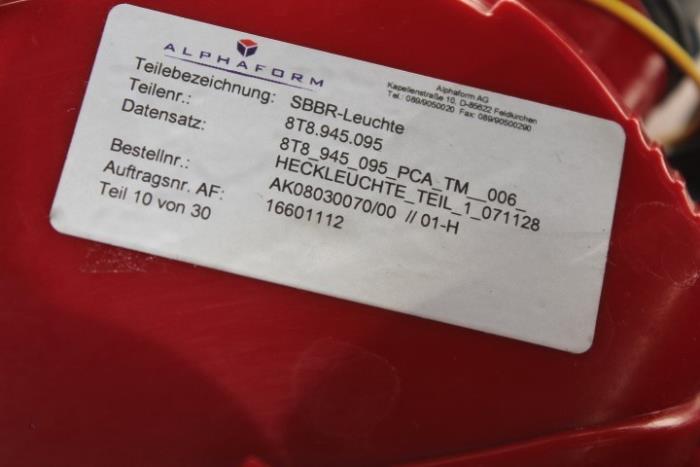 ALPHAFORM
Alphaform AG
Kapellenstraße 10, D-85622 Feldkirchen
Tel.: 089/9050020 Fax: 089/90500290
Teilebezeichnung: SBBR-Leuchte
Teilenr.: 8T8.945.095
Datensatz: 8T8_945_095_PCA_TM__006_
HECKLEUCHTE_TEIL_1_071128
Bestellnr.: AK08030070/00 // 01-H
Auftragsnr. AF: 16601112
Teil 10 von 30